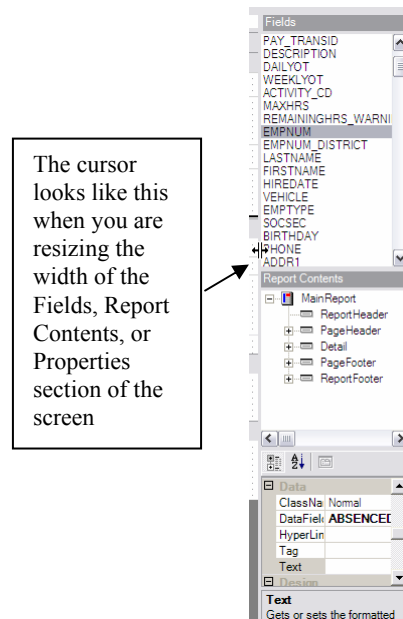 The cursor
looks like this
when you are
resizing the
width of the
Fields, Report
Contents, or
Properties
section of the
screen
Fields
PAY_TRANSID
DESCRIPTION
DAILYOT
WEEKLYOT
ACTIVITY_CD
MAXHRS
REMAININGHRS_WARNI
EMPNUM
EMPNUM_DISTRICT
LASTNAME
FIRSTNAME
HIREDATE
VEHICLE
EMPTYPE
SOCSEC
BIRTHDAY
PHONE
ADDR1
Report Contents
MainReport
ReportHeader
PageHeader
Detail
PageFooter
ReportFooter
Data
ClassNa Normal
DataField ABSENCED
HyperLin
Tag
Text
Design
Text
Gets or sets the formatted